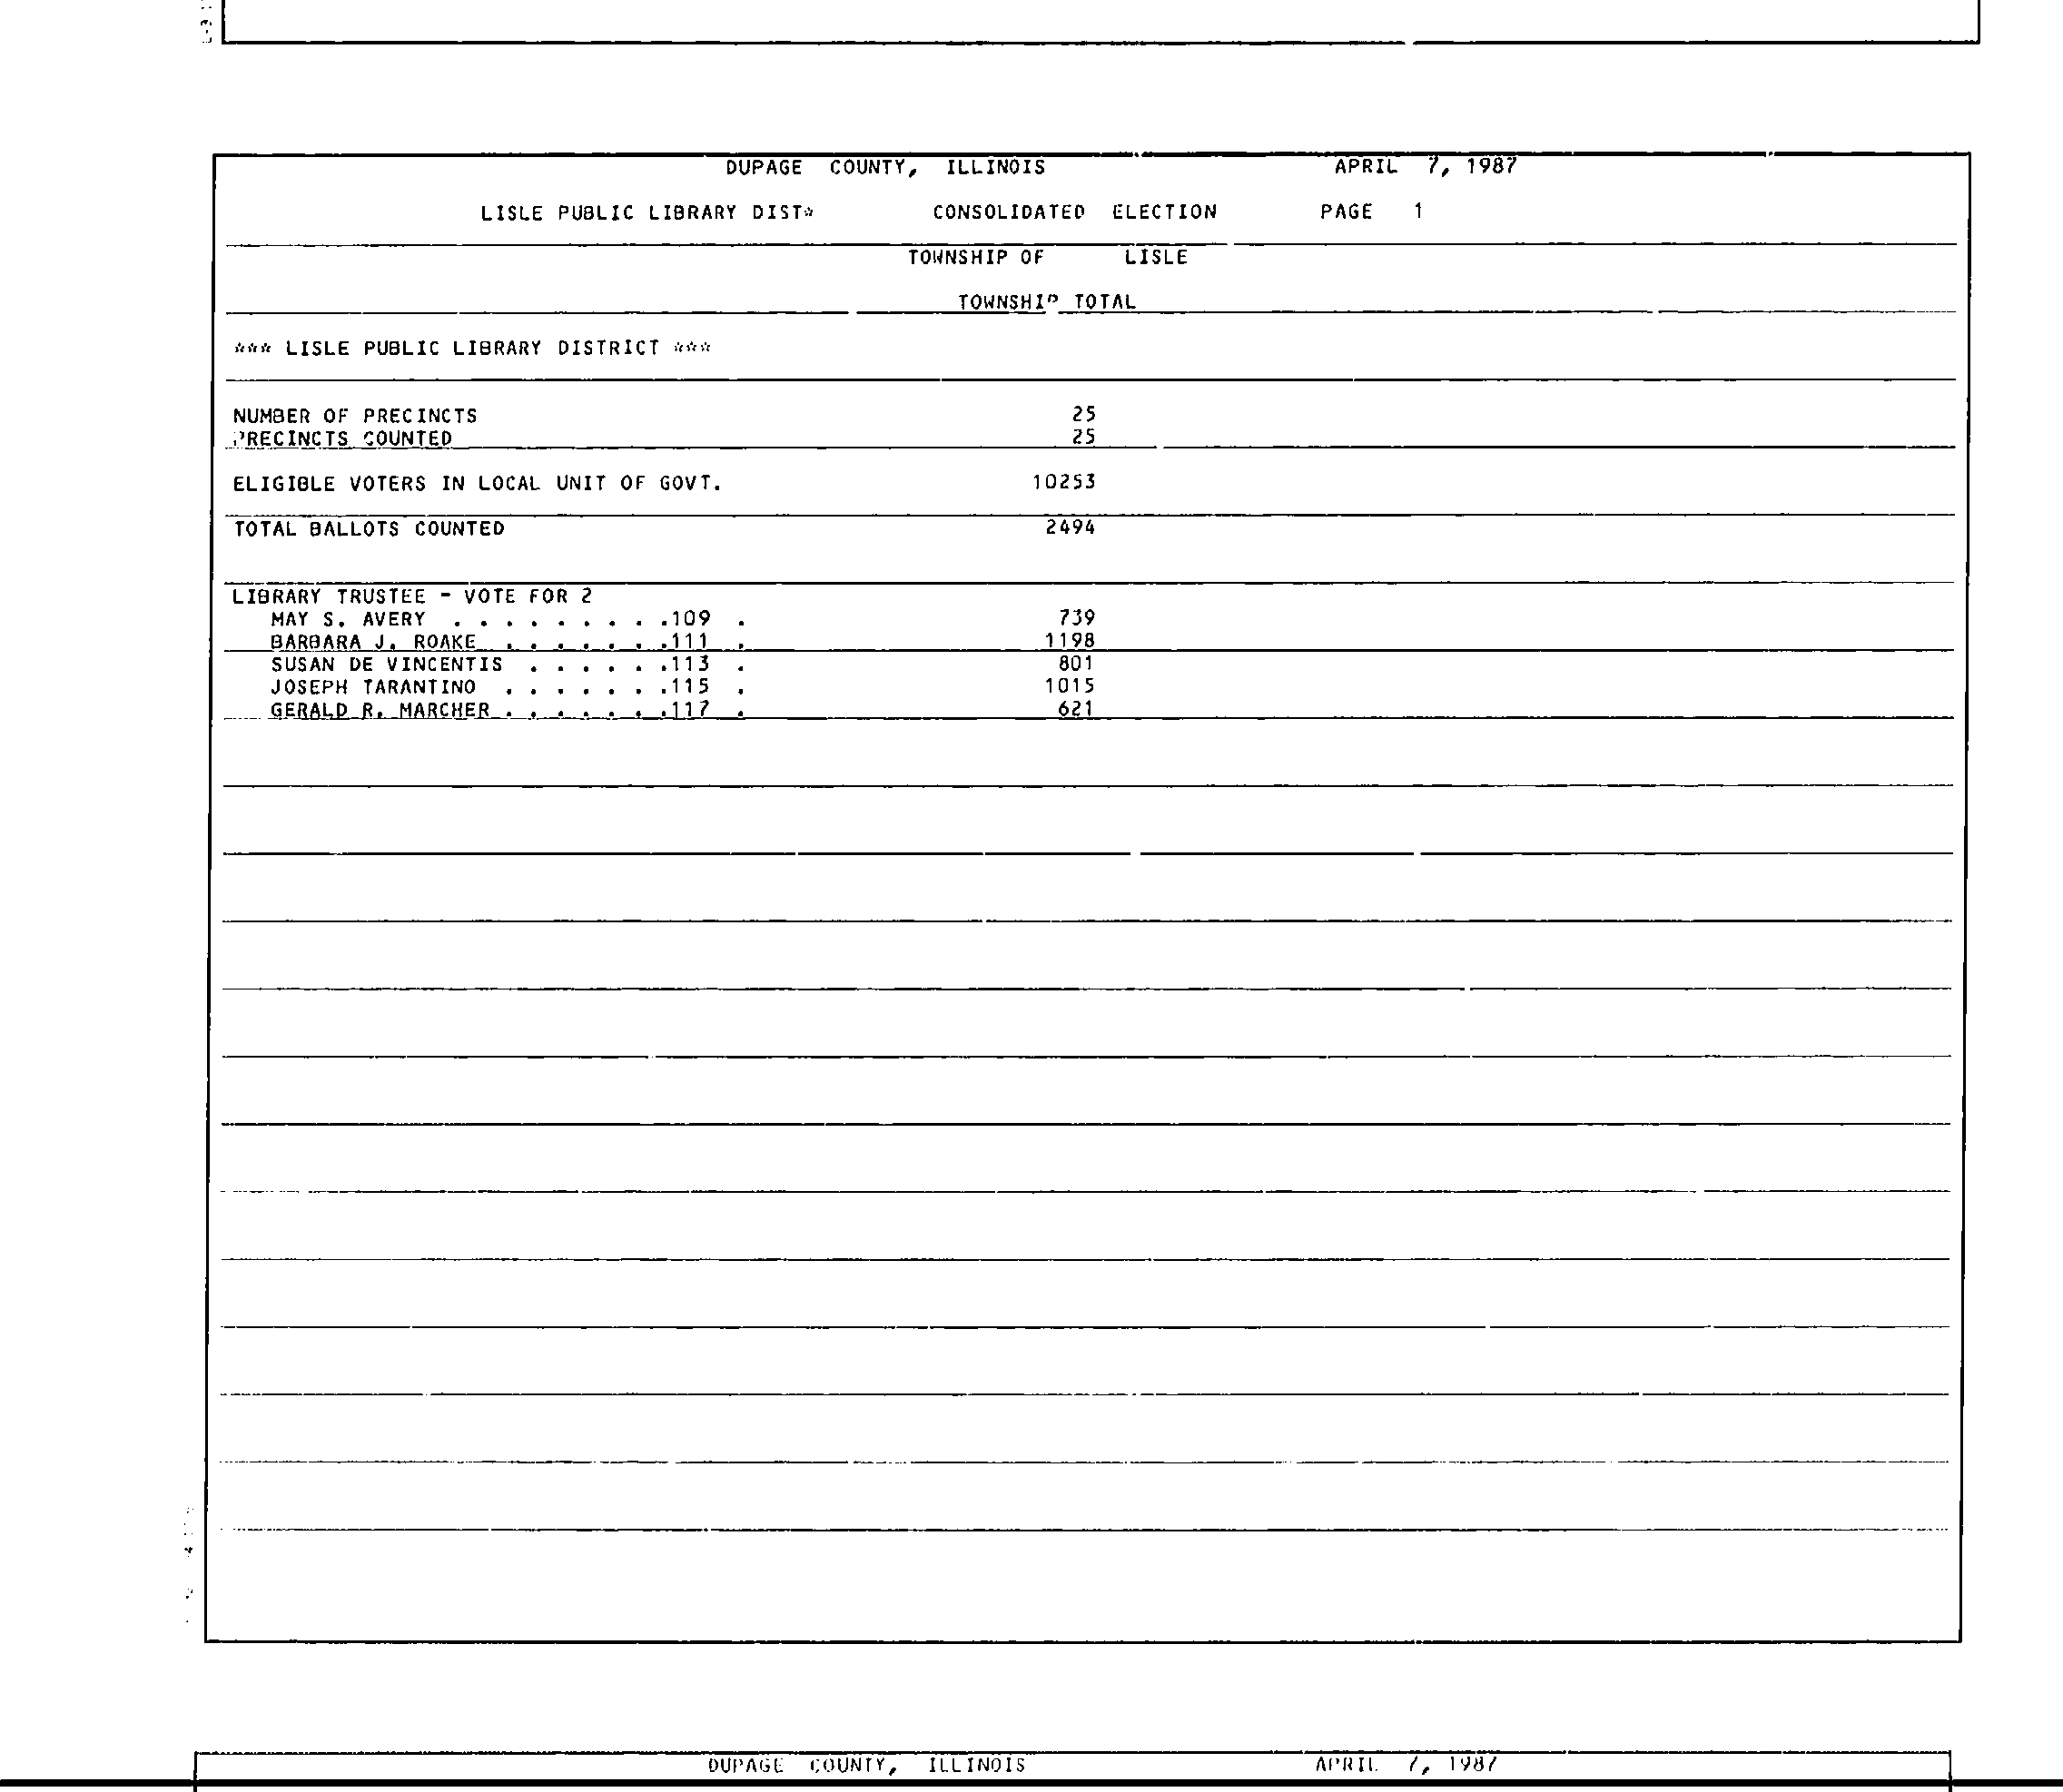 DUPAGE COUNTY, ILLINOIS APRIL 7, 1987
LISLE PUBLIC LIBRARY DIST* CONSOLIDATED ELECTION PAGE 1
TOWNSHIP OF LISLE
TOWNSHIP TOTAL
*** LISLE PUBLIC LIBRARY DISTRICT ***
NUMBER OF PRECINCTS 25
PRECINCTS COUNTED 25
ELIGIBLE VOTERS IN LOCAL UNIT OF GOVT. 10253
TOTAL BALLOTS COUNTED 2494
LIBRARY TRUSTEE - VOTE FOR 2
MAY S. AVERY . . . . . . . . .109 . 739
BARBARA J. ROAKE . . . . . . .111 . 1198
SUSAN DE VINCENTIS . . . . . .113 . 801
JOSEPH TARANTINO . . . . . . .115 . 1015
GERALD R. MARCHER . . . . . . .117 . 621
DUPAGE COUNTY, ILLINOIS APRIL 7, 1987